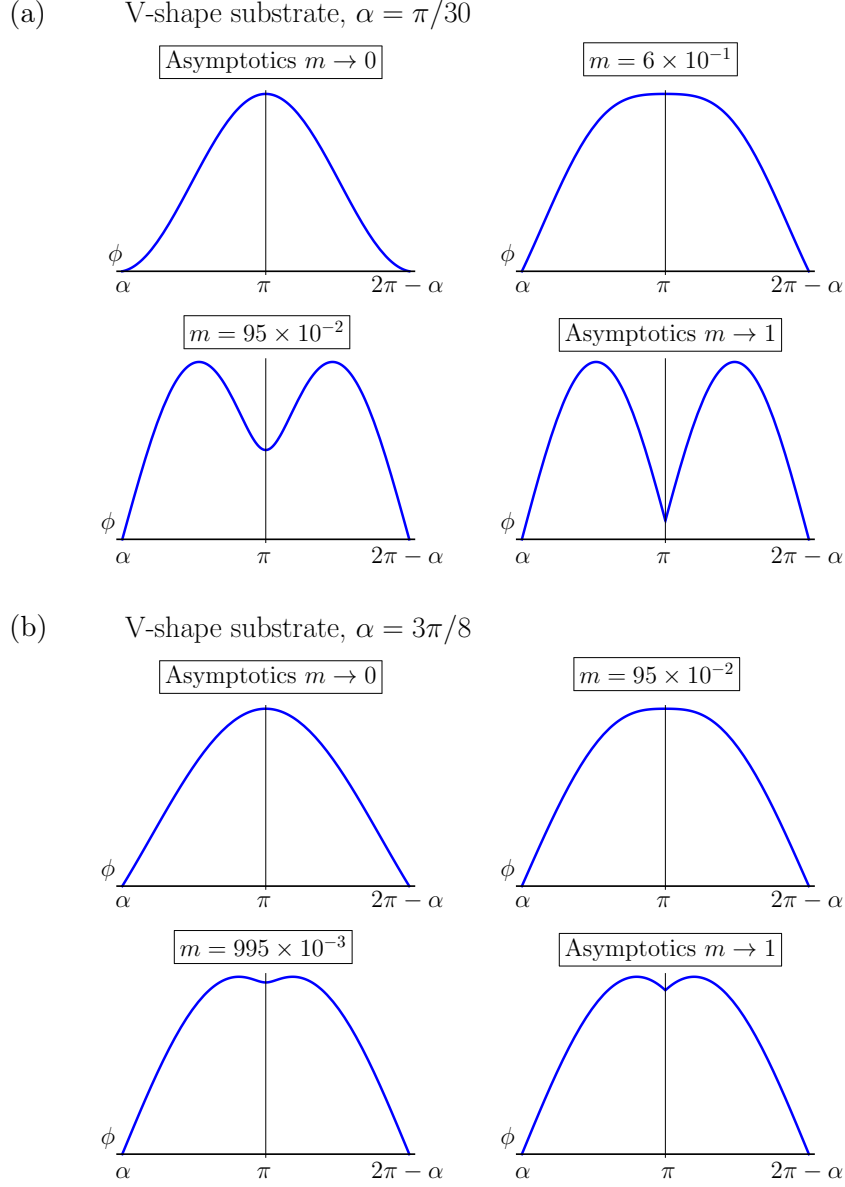 (a) V-shape substrate, α = π/30
Asymptotics m → 0
m = 6 × 10⁻¹
ϕ
α π 2π − α
ϕ
α π 2π − α
m = 95 × 10⁻²
Asymptotics m → 1
ϕ
α π 2π − α
ϕ
α π 2π − α
(b) V-shape substrate, α = 3π/8
Asymptotics m → 0
m = 95 × 10⁻²
ϕ
α π 2π − α
ϕ
α π 2π − α
m = 995 × 10⁻³
Asymptotics m → 1
ϕ
α π 2π − α
ϕ
α π 2π − α